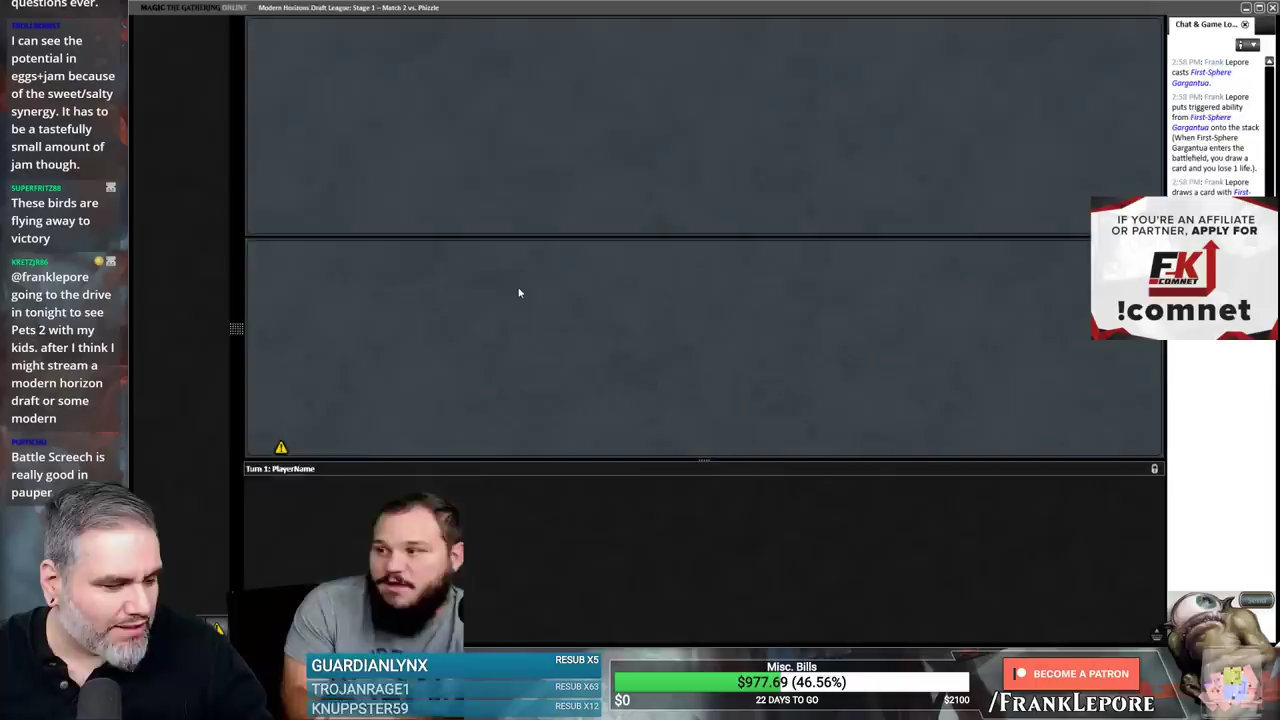 questions ever.
I can see the
potential in
eggs+jam because
of the sweet/salty
synergy. It has to
be a tastefully
small amount of
jam though.
SUPERFRITZ88
These birds are
flying away to
victory
KRETZJR86
@franklepore
going to the drive
in tonight to see
Pets 2 with my
kids. after I think I
might stream a
modern horizon
draft or some
modern
Battle Screech is
really good in
pauper
MAGIC THE GATHERING ONLINE
Modern Horizons Draft League: Stage 1 – Match 2 vs. Phizzle
Turn 1: PlayerName
Chat & Game Lo...
2:58 PM: Frank Lepore
casts First-Sphere
Gargantua.
2:58 PM: Frank Lepore
puts triggered ability
from First-Sphere
Gargantua onto the stack
(When First-Sphere
Gargantua enters the
battlefield, you draw a
card and you lose 1 life.).
2:58 PM: Frank Lepore
draws a card with First-
IF YOU'RE AN AFFILIATE
OR PARTNER, APPLY FOR
COMNET
!comnet
Send
GUARDIANLYNX RESUB X5
TROJANRAGE1 RESUB X63
KNUPPSTER59 RESUB X12
Misc. Bills
$977.69 (46.56%)
$0 22 DAYS TO GO $2100
BECOME A PATRON
/FRANKLEPORE